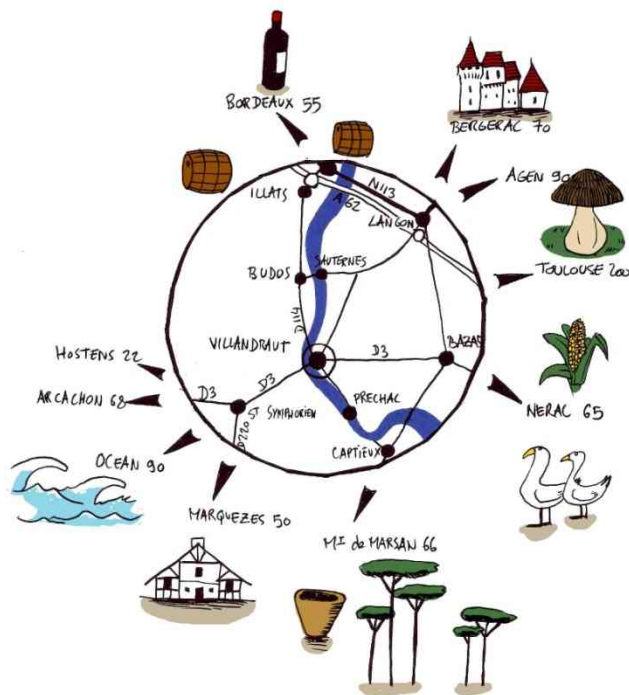 BORDEAUX 55
BERGERAC 70
AGEN 90
ILLATS
N113
A62
LANGON
TOULOUSE 200
SAUTERNES
BUDOS
D114
HOSTENS 22
VILLANDRAUT
D3
BAZAS
D3
D3
ARCACHON 68
ST SYMPHORIEN
PRECHAC
NERAC 65
D220
CAPTIEUX
OCEAN 90
MARQUEZES 50
MT de MARSAN 66